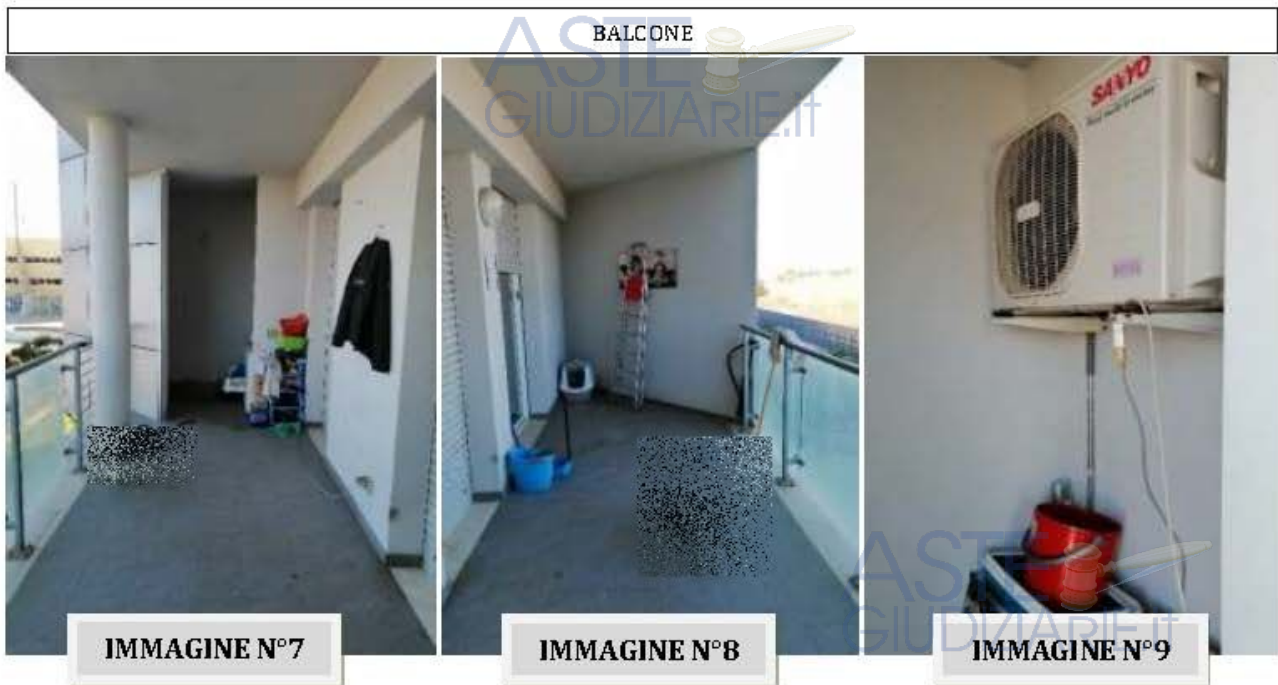 BALCONE
ASTE
GIUDIZIARIE.it
SANYO
ASTE
GIUDIZIARIE.it
IMMAGINE N°7
IMMAGINE N°8
IMMAGINE N°9